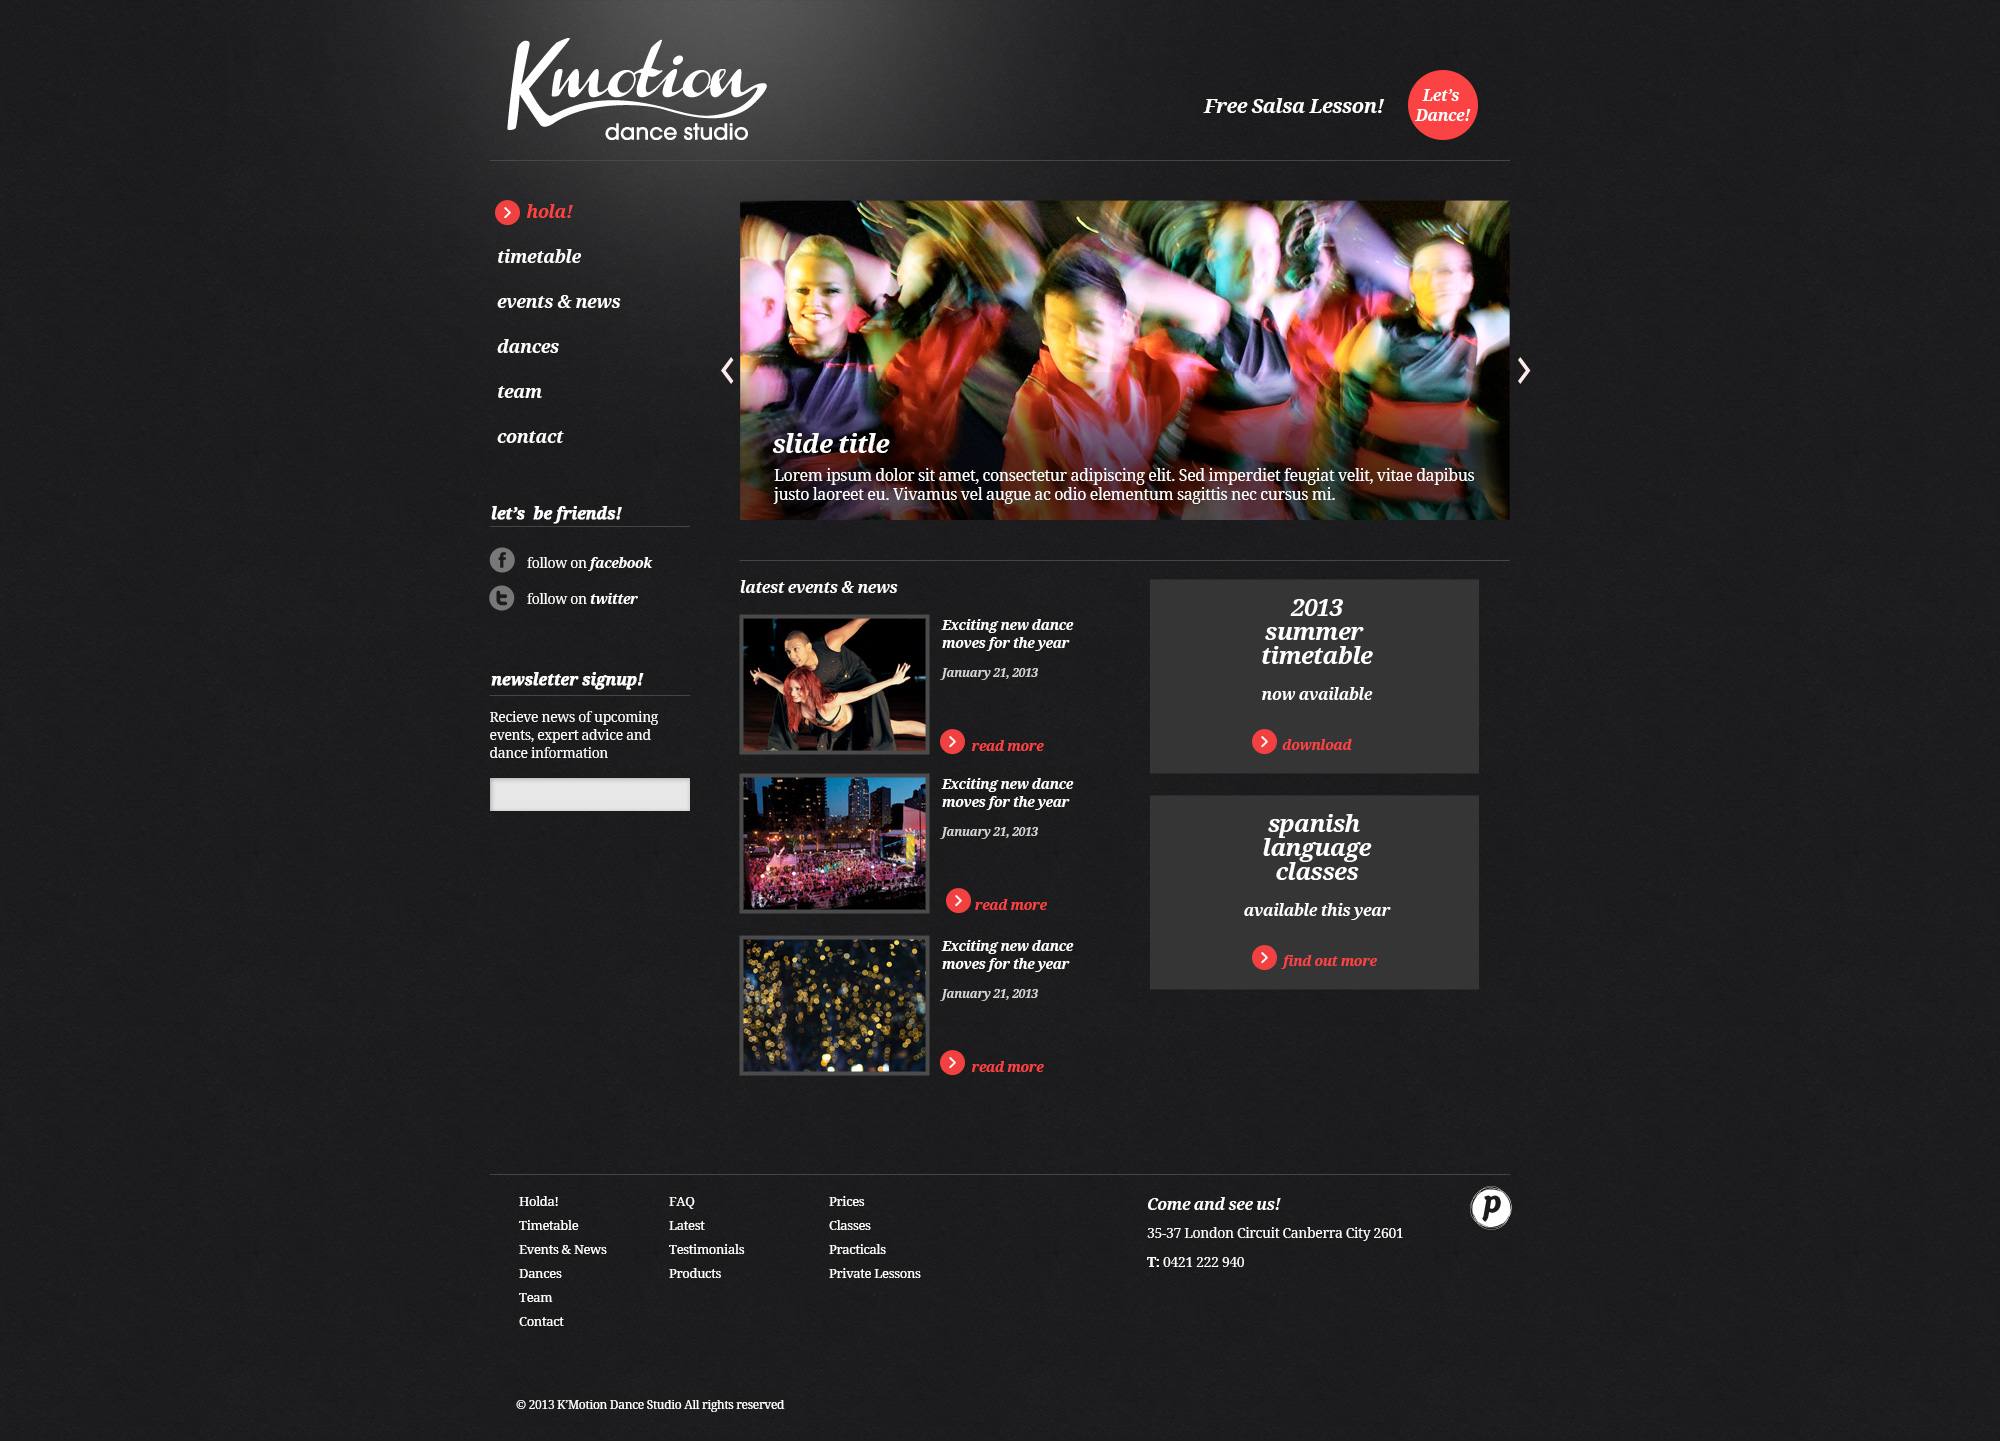 Kmotion
dance studio
Free Salsa Lesson!
Let's
Dance!
hola!
timetable
events & news
dances
team
contact
let's be friends!
follow on facebook
follow on twitter
newsletter signup!
Recieve news of upcoming
events, expert advice and
dance information
slide title
Lorem ipsum dolor sit amet, consectetur adipiscing elit. Sed imperdiet feugiat velit, vitae dapibus
justo laoreet eu. Vivamus vel augue ac odio elementum sagittis nec cursus mi.
latest events & news
Exciting new dance
moves for the year
January 21, 2013
read more
Exciting new dance
moves for the year
January 21, 2013
read more
Exciting new dance
moves for the year
January 21, 2013
read more
2013
summer
timetable
now available
download
spanish
language
classes
available this year
find out more
Holda!
Timetable
Events & News
Dances
Team
Contact
FAQ
Latest
Testimonials
Products
Prices
Classes
Practicals
Private Lessons
Come and see us!
35-37 London Circuit Canberra City 2601
T: 0421 222 940
p
© 2013 K'Motion Dance Studio All rights reserved